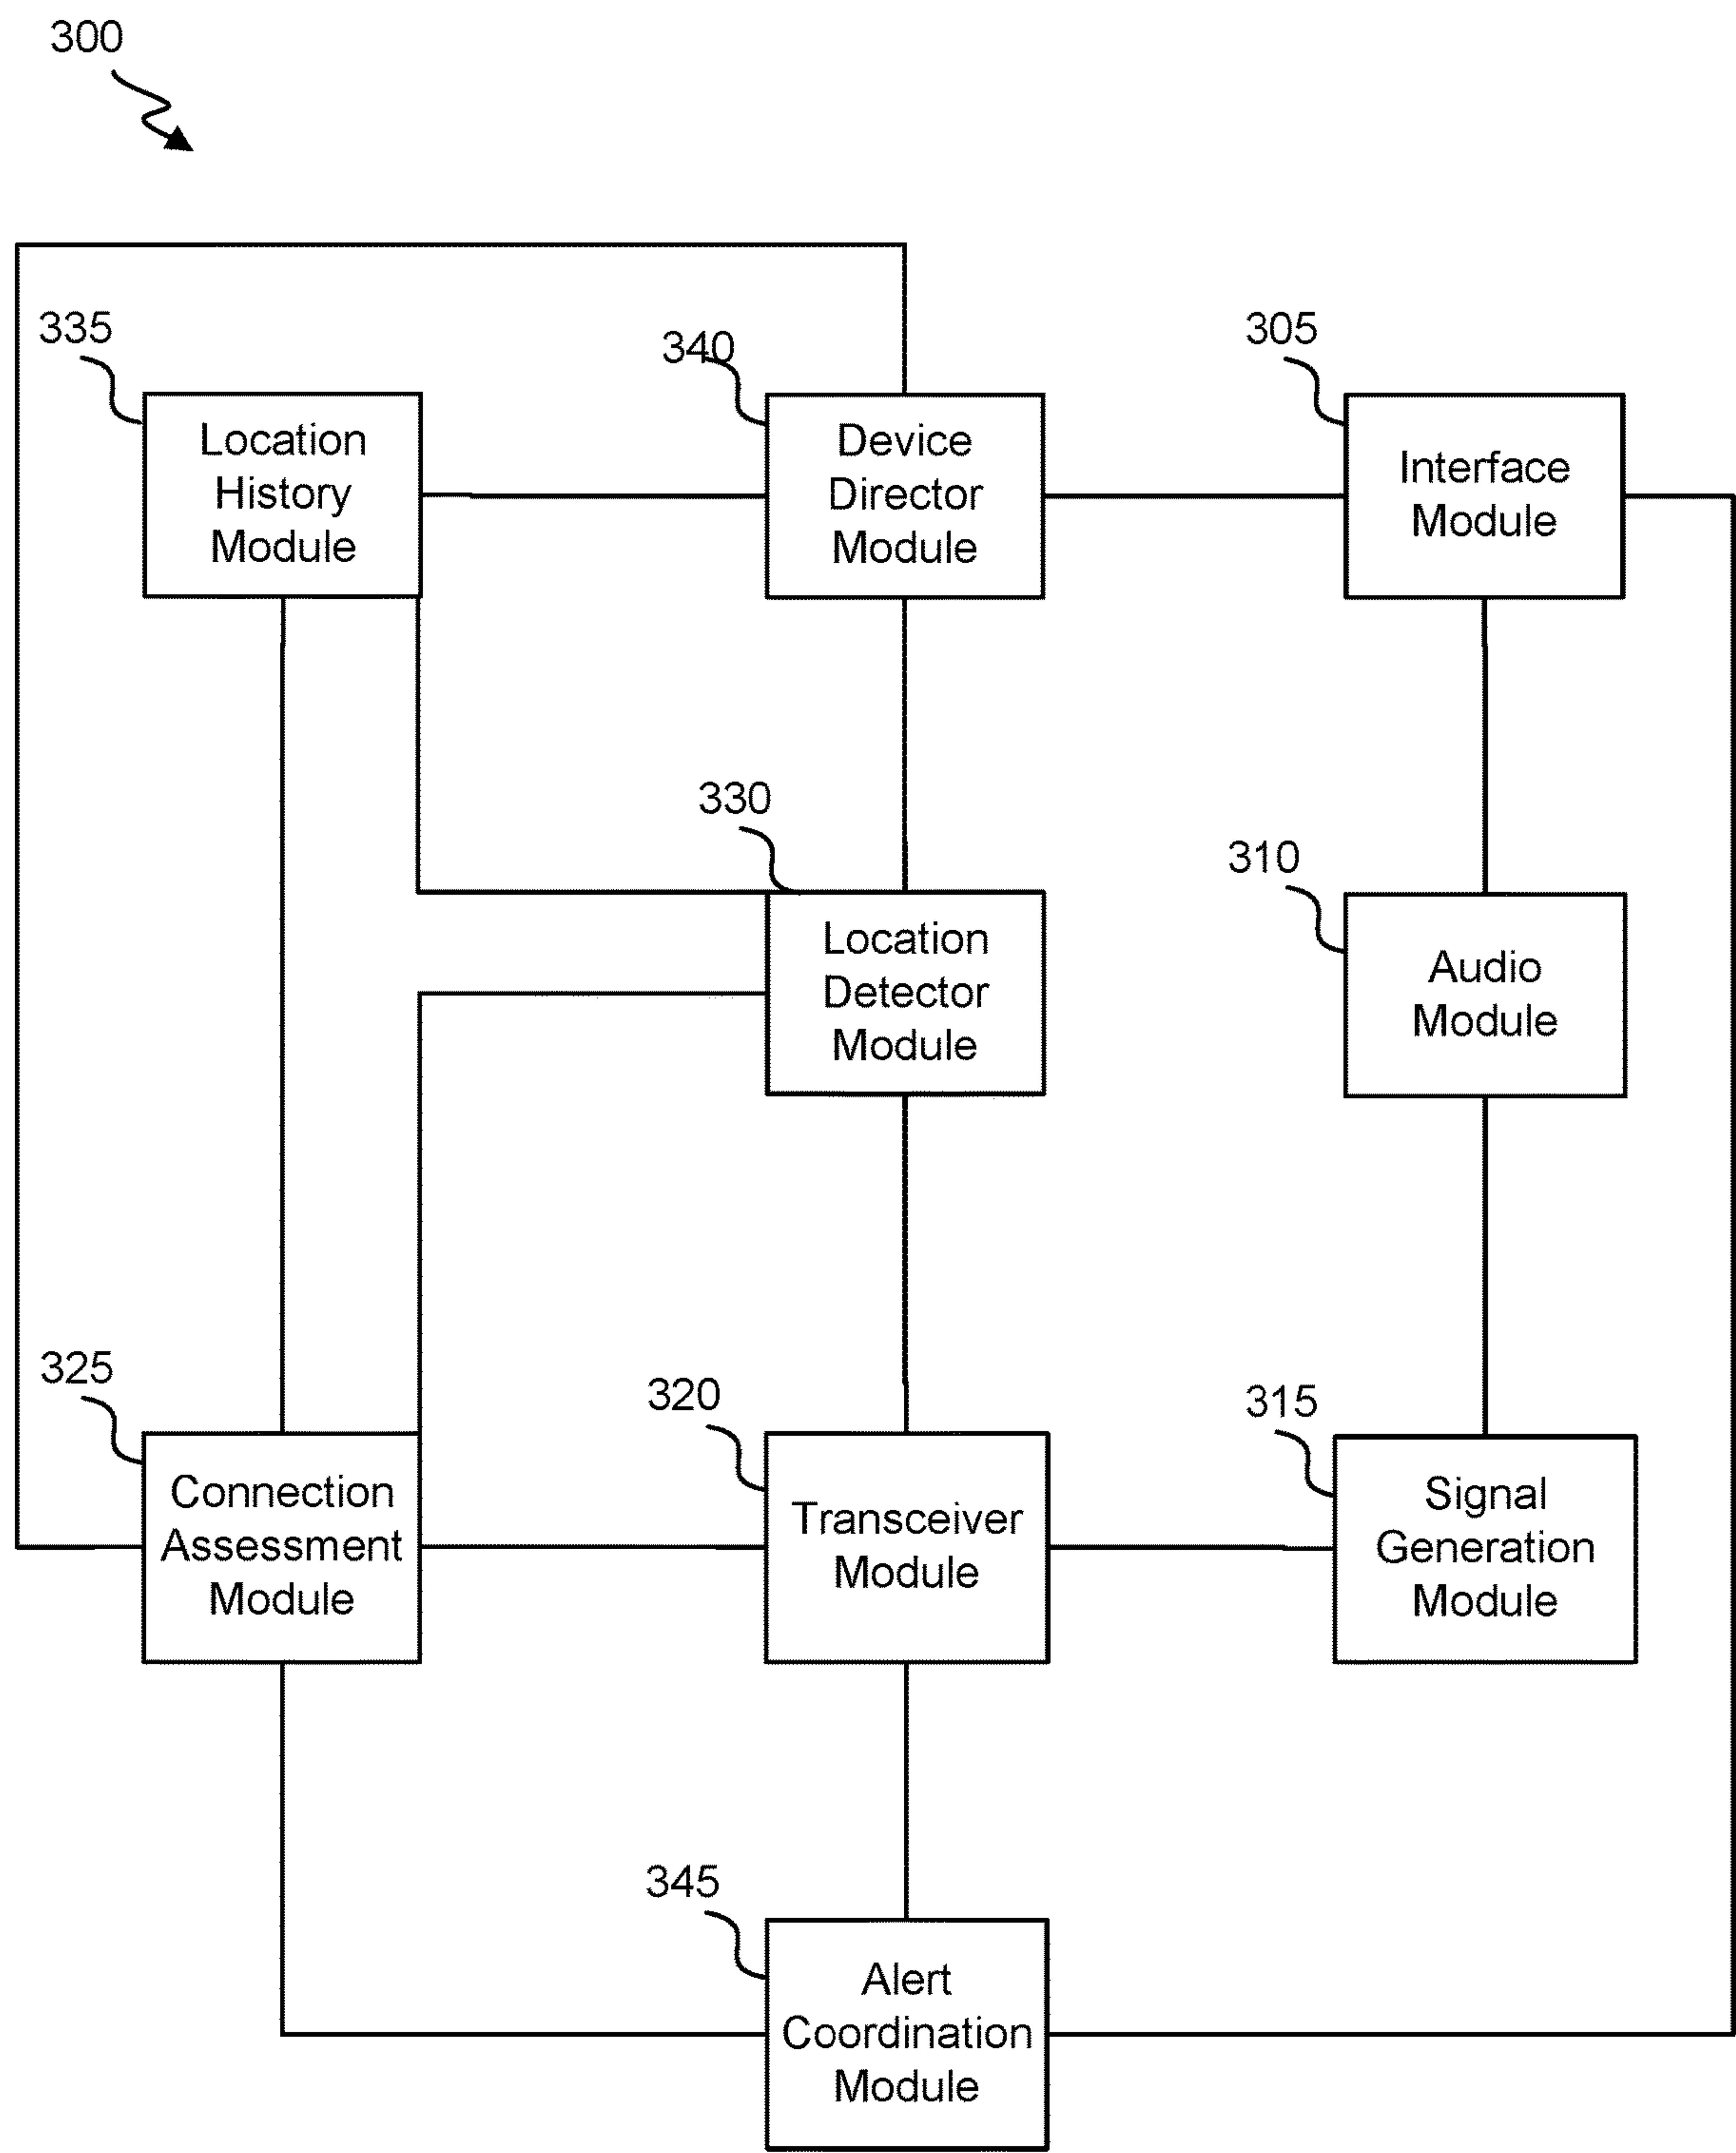 300
335
Location
History
Module
340
Device
Director
Module
305
Interface
Module
330
Location
Detector
Module
310
Audio
Module
325
Connection
Assessment
Module
320
Transceiver
Module
315
Signal
Generation
Module
345
Alert
Coordination
Module